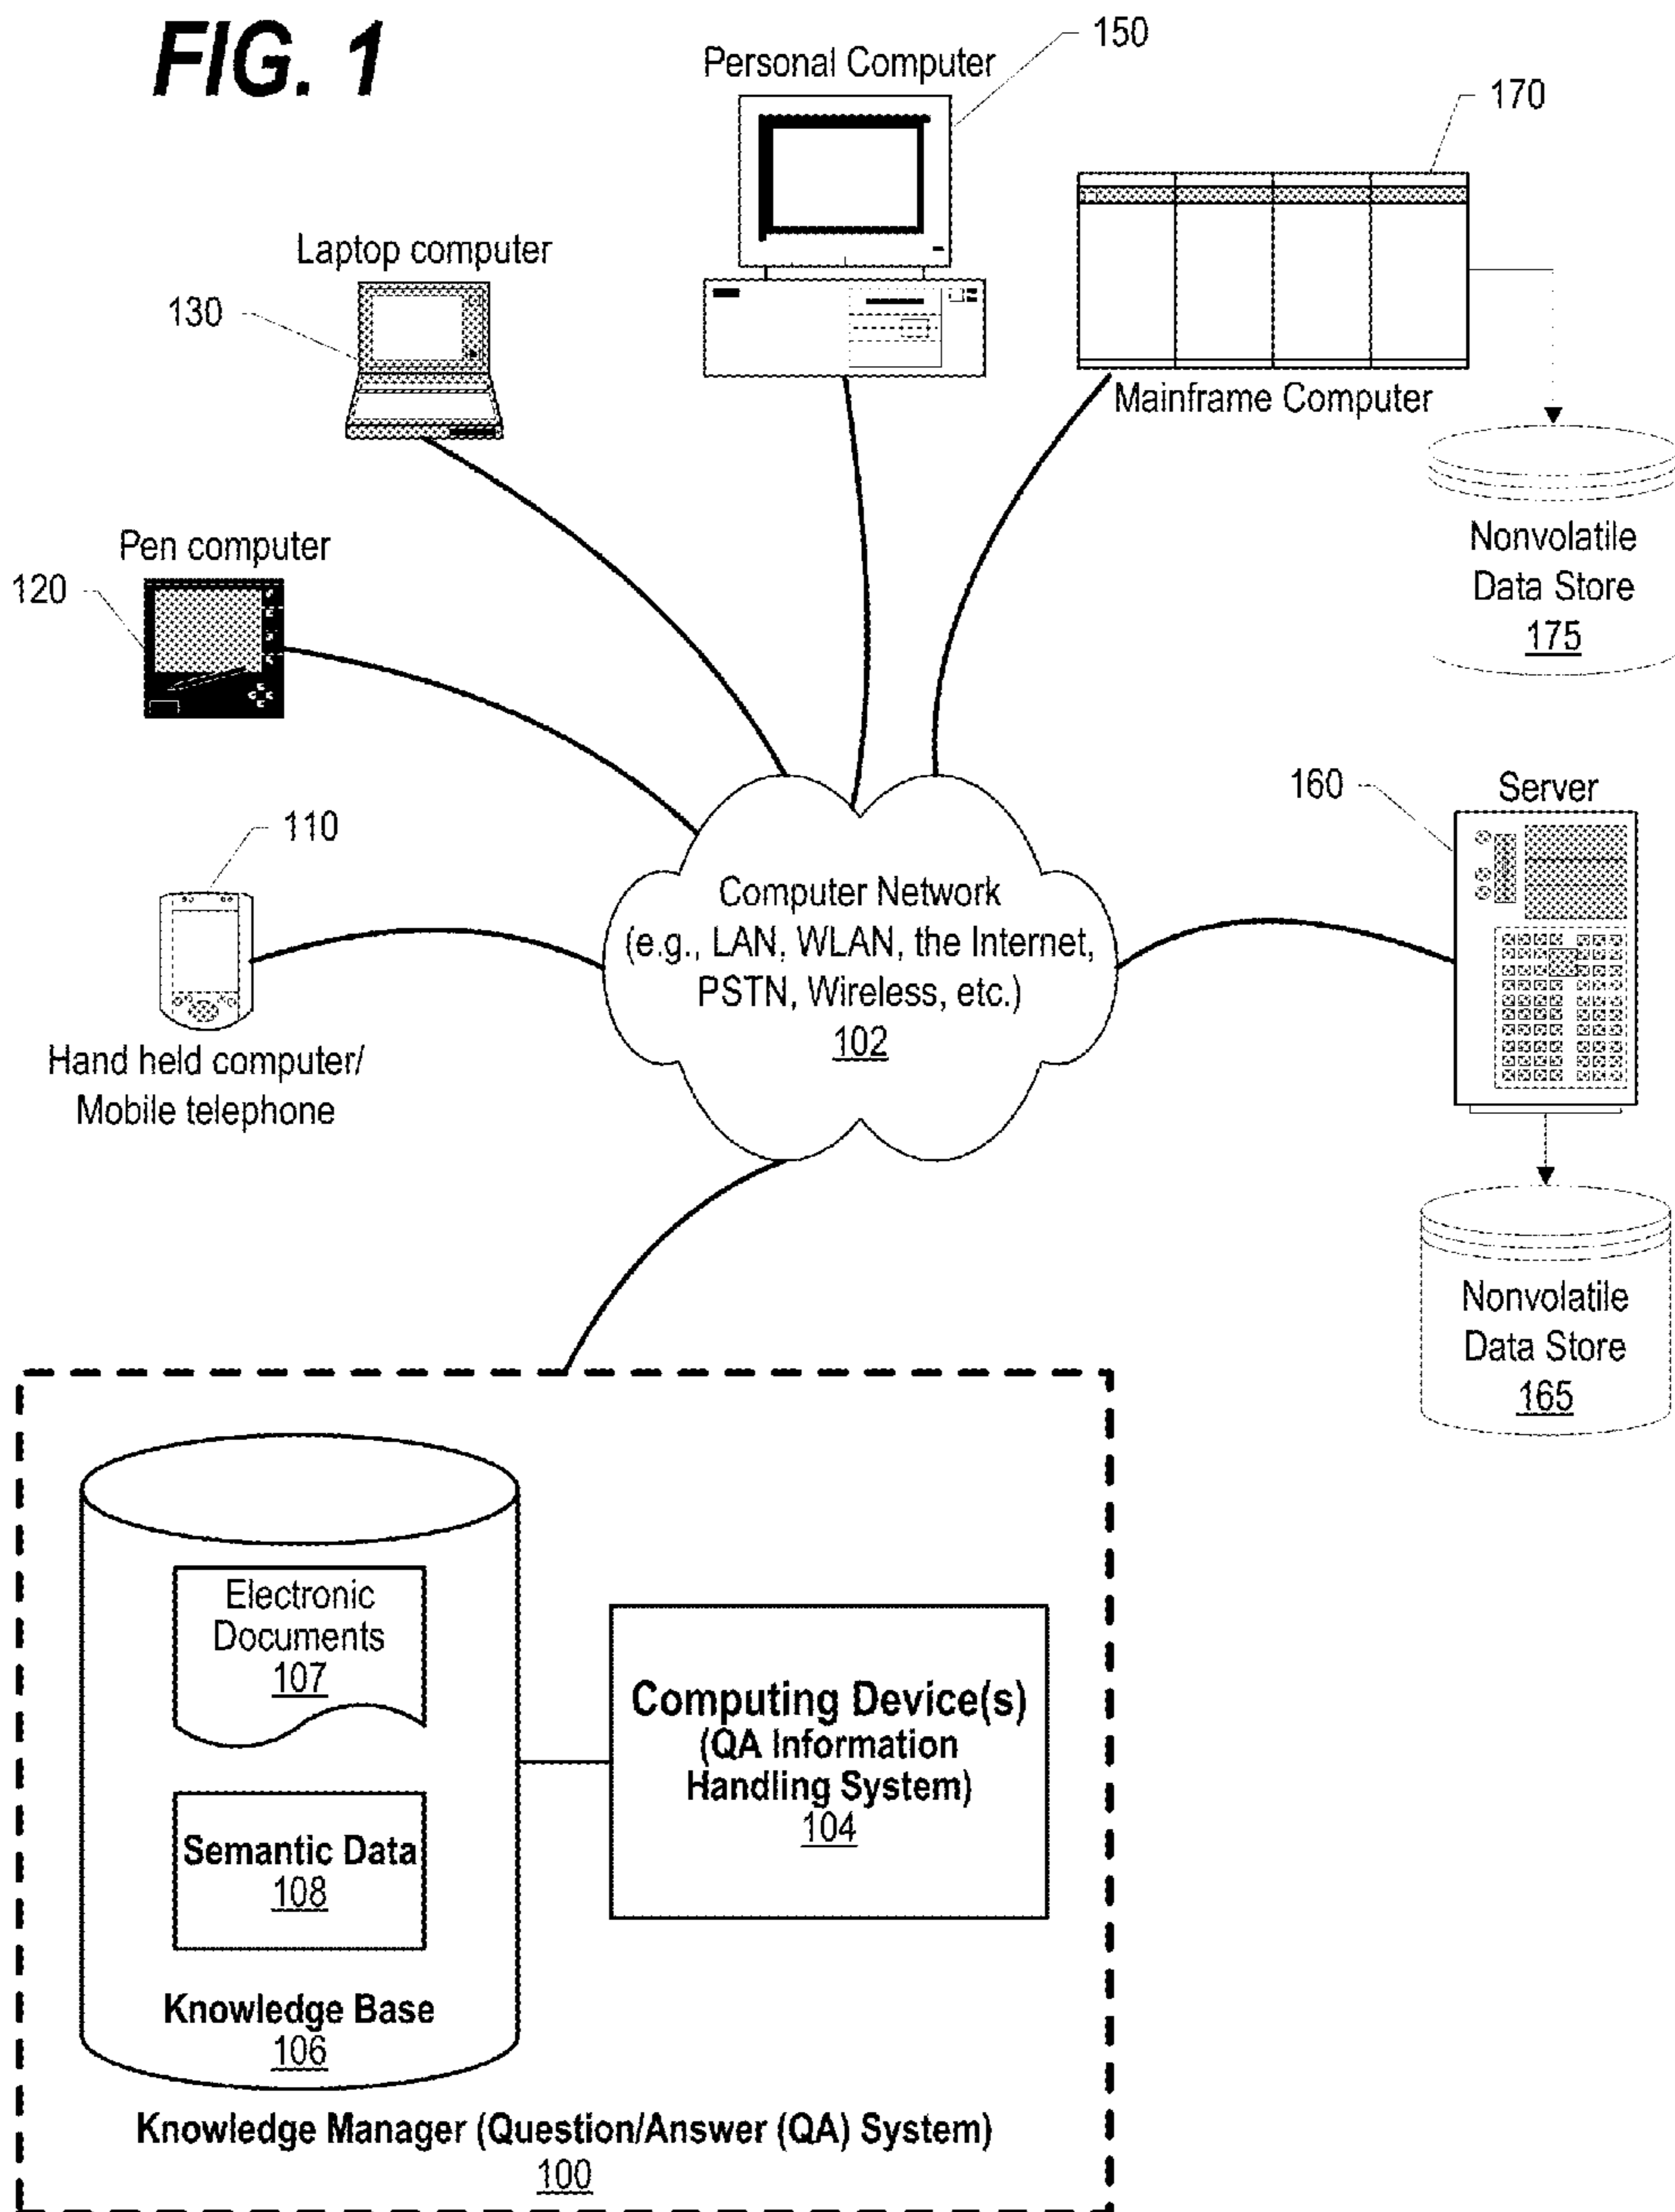 FIG. 1
Personal Computer
150
170
Laptop computer
130
Mainframe Computer
Nonvolatile
Data Store
175
Pen computer
120
160
Server
110
Computer Network
(e.g., LAN, WLAN, the Internet,
PSTN, Wireless, etc.)
102
Hand held computer/
Mobile telephone
Nonvolatile
Data Store
165
Electronic
Documents
107
Semantic Data
108
Knowledge Base
106
Computing Device(s)
(QA Information
Handling System)
104
Knowledge Manager (Question/Answer (QA) System)
100